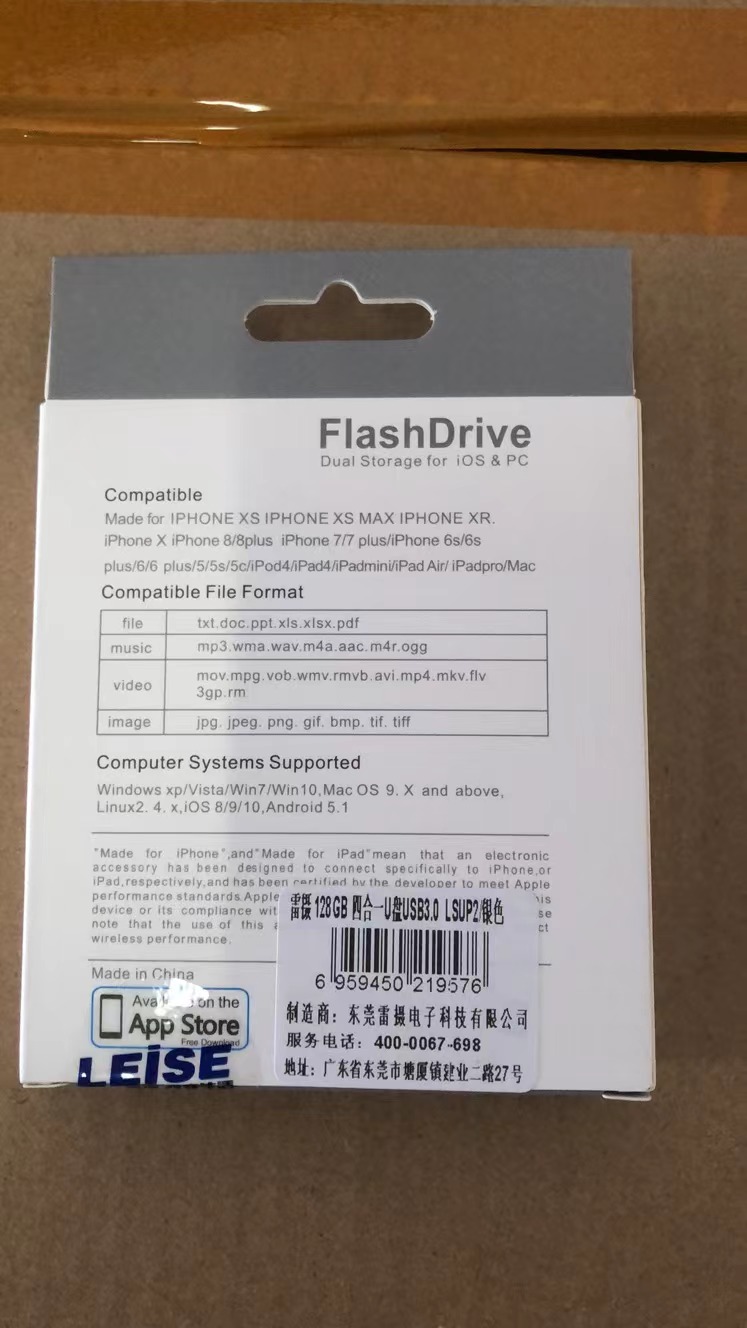 FlashDrive
Dual Storage for iOS & PC
Compatible
Made for IPHONE XS IPHONE XS MAX IPHONE XR.
iPhone X iPhone 8/8plus iPhone 7/7 plus/iPhone 6s/6s
plus/6/6 plus/5/5s/5c/iPod4/iPad4/iPadmini/iPad Air/ iPadpro/Mac
Compatible File Format
file txt.doc.ppt.xls.xlsx.pdf
music mp3.wma.wav.m4a.aac.m4r.ogg
video mov.mpg.vob.wmv.rmvb.avi.mp4.mkv.flv
3gp.rm
image jpg. jpeg. png. gif. bmp. tif. tiff
Computer Systems Supported
Windows xp/Vista/Win7/Win10,Mac OS 9. X and above,
Linux2. 4. x,iOS 8/9/10,Android 5.1
"Made for iPhone",and"Made for iPad"mean that an electronic
accessory has been designed to connect specifically to iPhone,or
iPad,respectively,and has been certified by the developer to meet Apple
performance standards.Apple
device or its compliance
note that the use of this
wireless performance.
雷摄 128GB 四合一U盘USB3.0 LSUP2/银色
6 959450 219576
制造商：东莞雷摄电子科技有限公司
服务电话：400-0067-698
地址：广东省东莞市塘厦镇建业二路27号
Made in China
on the
App Store
Free Download
LEISE